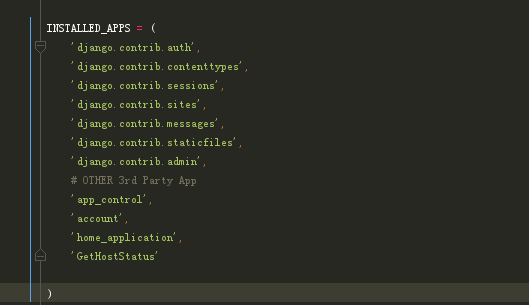 INSTALLED_APPS = (
'django.contrib.auth',
'django.contrib.contenttypes',
'django.contrib.sessions',
'django.contrib.sites',
'django.contrib.messages',
'django.contrib.staticfiles',
'django.contrib.admin',
# OTHER 3rd Party App
'app_control',
'account',
'home_application',
'GetHostStatus'
)